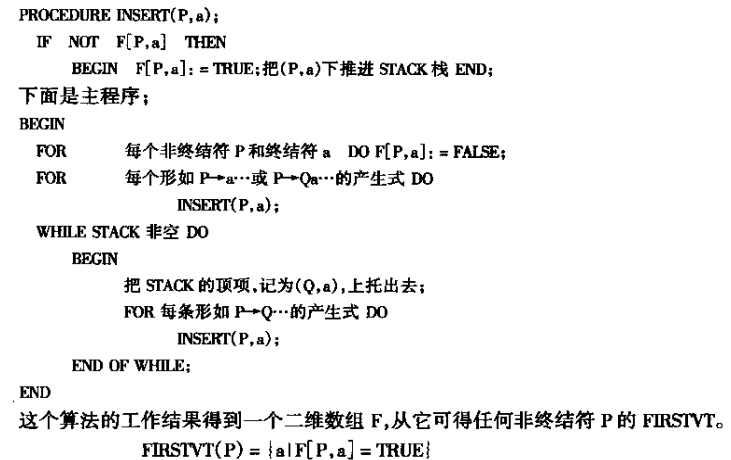 PROCEDURE INSERT(P,a);
IF NOT F[P,a] THEN
BEGIN F[P,a]:=TRUE;把(P,a)下推进 STACK 栈 END;
下面是主程序;
BEGIN
FOR 每个非终结符 P 和终结符 a DO F[P,a]:=FALSE;
FOR 每个形如 P→a…或 P→Qa…的产生式 DO
INSERT(P,a);
WHILE STACK 非空 DO
BEGIN
把 STACK 的顶项,记为(Q,a),上托出去;
FOR 每条形如 P→Q…的产生式 DO
INSERT(P,a);
END OF WHILE;
END
这个算法的工作结果得到一个二维数组 F,从它可得任何非终结符 P 的 FIRSTVT。
FIRSTVT(P)={a|F[P,a]=TRUE}